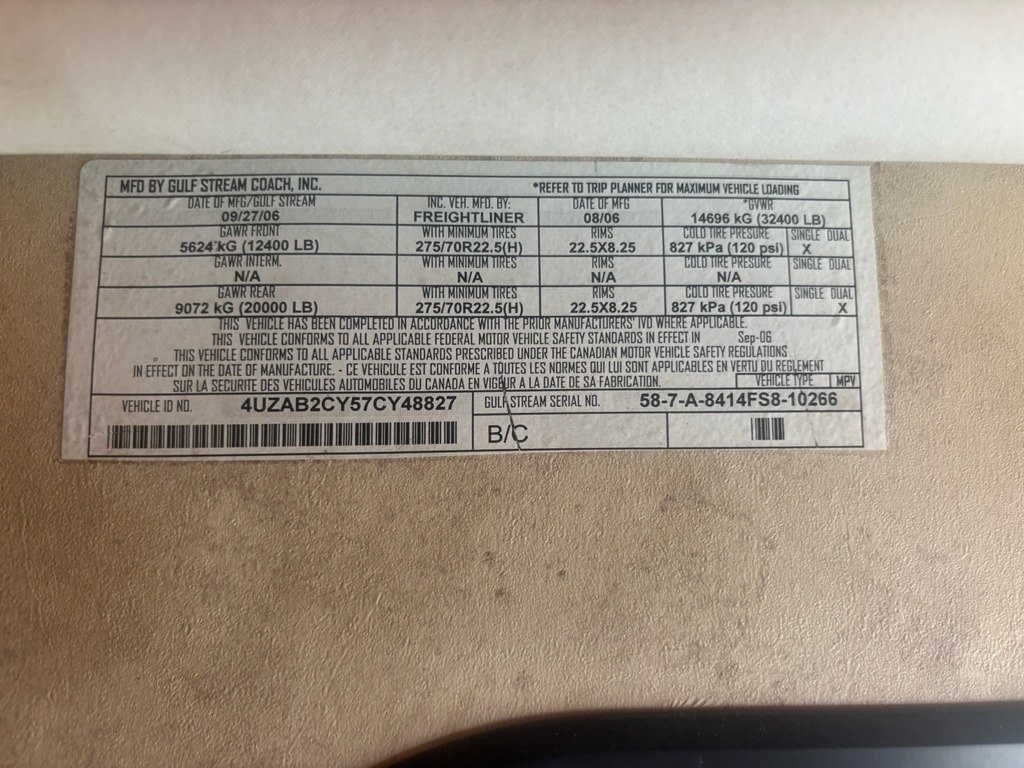 MFD BY GULF STREAM COACH, INC. *REFER TO TRIP PLANNER FOR MAXIMUM VEHICLE LOADING
DATE OF MFG/GULF STREAM INC. VEH. MFD. BY: DATE OF MFG *GVWR
09/27/06 FREIGHTLINER 08/06 14696 kG (32400 LB)
GAWR FRONT WITH MINIMUM TIRES RIMS COLD TIRE PRESURE SINGLE DUAL
5624 kG (12400 LB) 275/70R22.5(H) 22.5X8.25 827 kPa (120 psi) X
GAWR INTERM. WITH MINIMUM TIRES RIMS COLD TIRE PRESURE SINGLE DUAL
N/A N/A N/A N/A
GAWR REAR WITH MINIMUM TIRES RIMS COLD TIRE PRESURE SINGLE DUAL
9072 kG (20000 LB) 275/70R22.5(H) 22.5X8.25 827 kPa (120 psi) X
THIS VEHICLE HAS BEEN COMPLETED IN ACCORDANCE WITH THE PRIOR MANUFACTURERS' IVD WHERE APPLICABLE.
THIS VEHICLE CONFORMS TO ALL APPLICABLE FEDERAL MOTOR VEHICLE SAFETY STANDARDS IN EFFECT IN Sep-06
THIS VEHICLE CONFORMS TO ALL APPLICABLE STANDARDS PRESCRIBED UNDER THE CANADIAN MOTOR VEHICLE SAFETY REGULATIONS
IN EFFECT ON THE DATE OF MANUFACTURE. - CE VEHICULE EST CONFORME A TOUTES LES NORMES QUI LUI SONT APPLICABLES EN VERTU DU REGLEMENT
SUR LA SECURITE DES VEHICULES AUTOMOBILES DU CANADA EN VIGEUR A LA DATE DE SA FABRICATION. VEHICLE TYPE MPV
VEHICLE ID NO. 4UZAB2CY57CY48827 GULF STREAM SERIAL NO. 58-7-A-8414FS8-10266
B/C